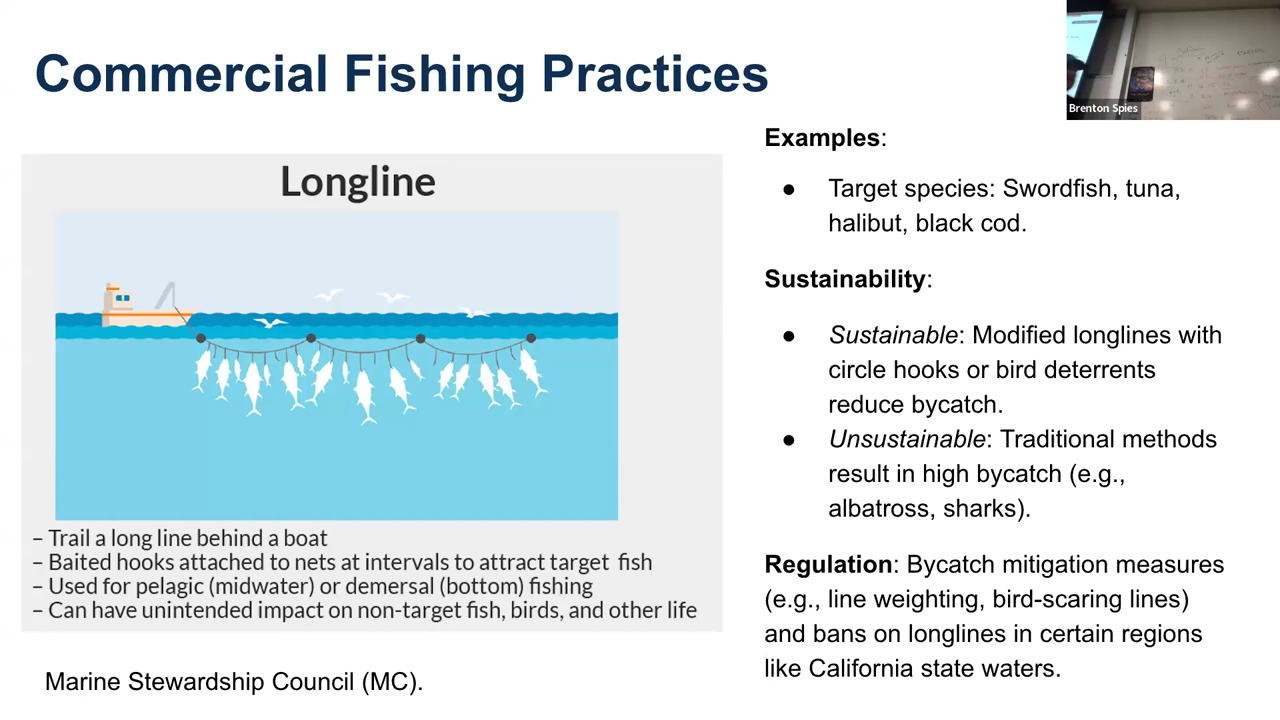 Commercial Fishing Practices
Brenton Spies
Longline
– Trail a long line behind a boat
– Baited hooks attached to nets at intervals to attract target fish
– Used for pelagic (midwater) or demersal (bottom) fishing
– Can have unintended impact on non-target fish, birds, and other life
Marine Stewardship Council (MC).
Examples:
● Target species: Swordfish, tuna,
halibut, black cod.
Sustainability:
● Sustainable: Modified longlines with
circle hooks or bird deterrents
reduce bycatch.
● Unsustainable: Traditional methods
result in high bycatch (e.g.,
albatross, sharks).
Regulation: Bycatch mitigation measures
(e.g., line weighting, bird-scaring lines)
and bans on longlines in certain regions
like California state waters.